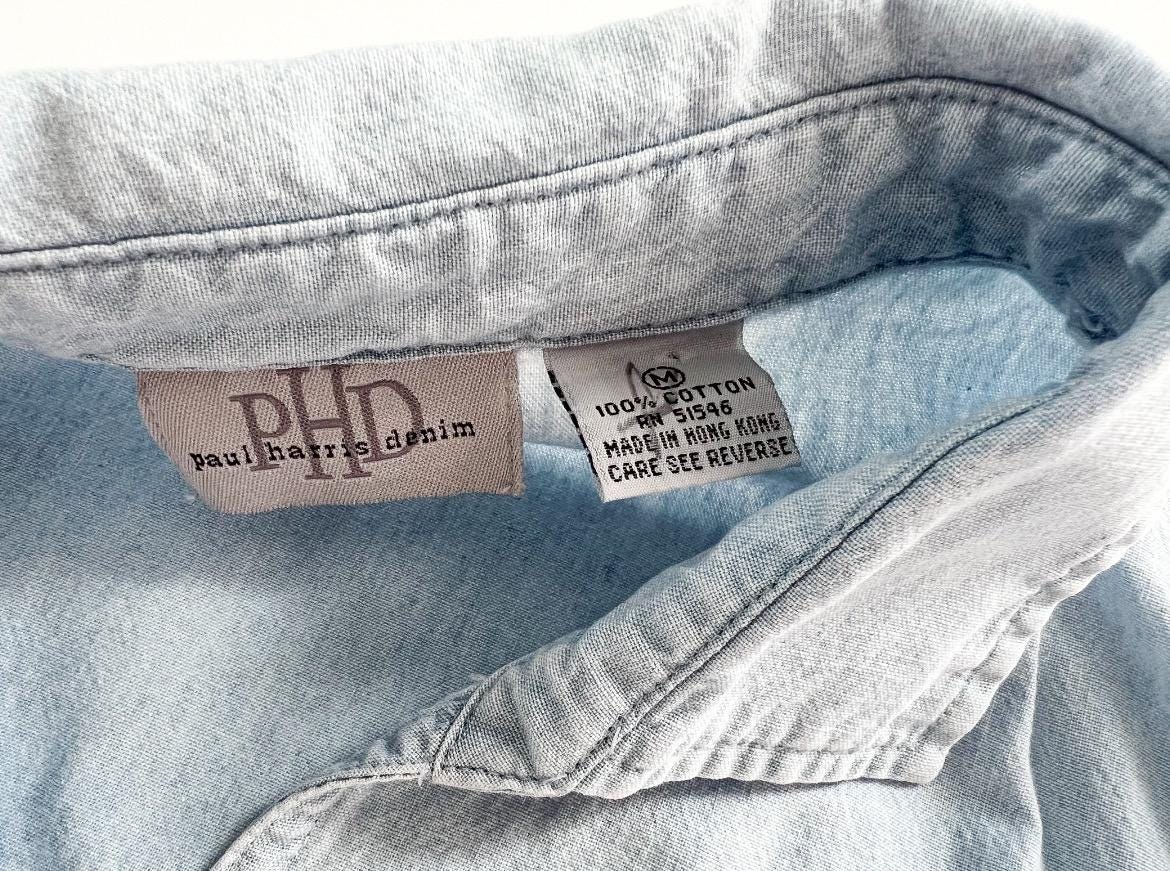 PHD
paul harris denim
M
100% COTTON
RN 51546
MADE IN HONG KONG
CARE SEE REVERSE